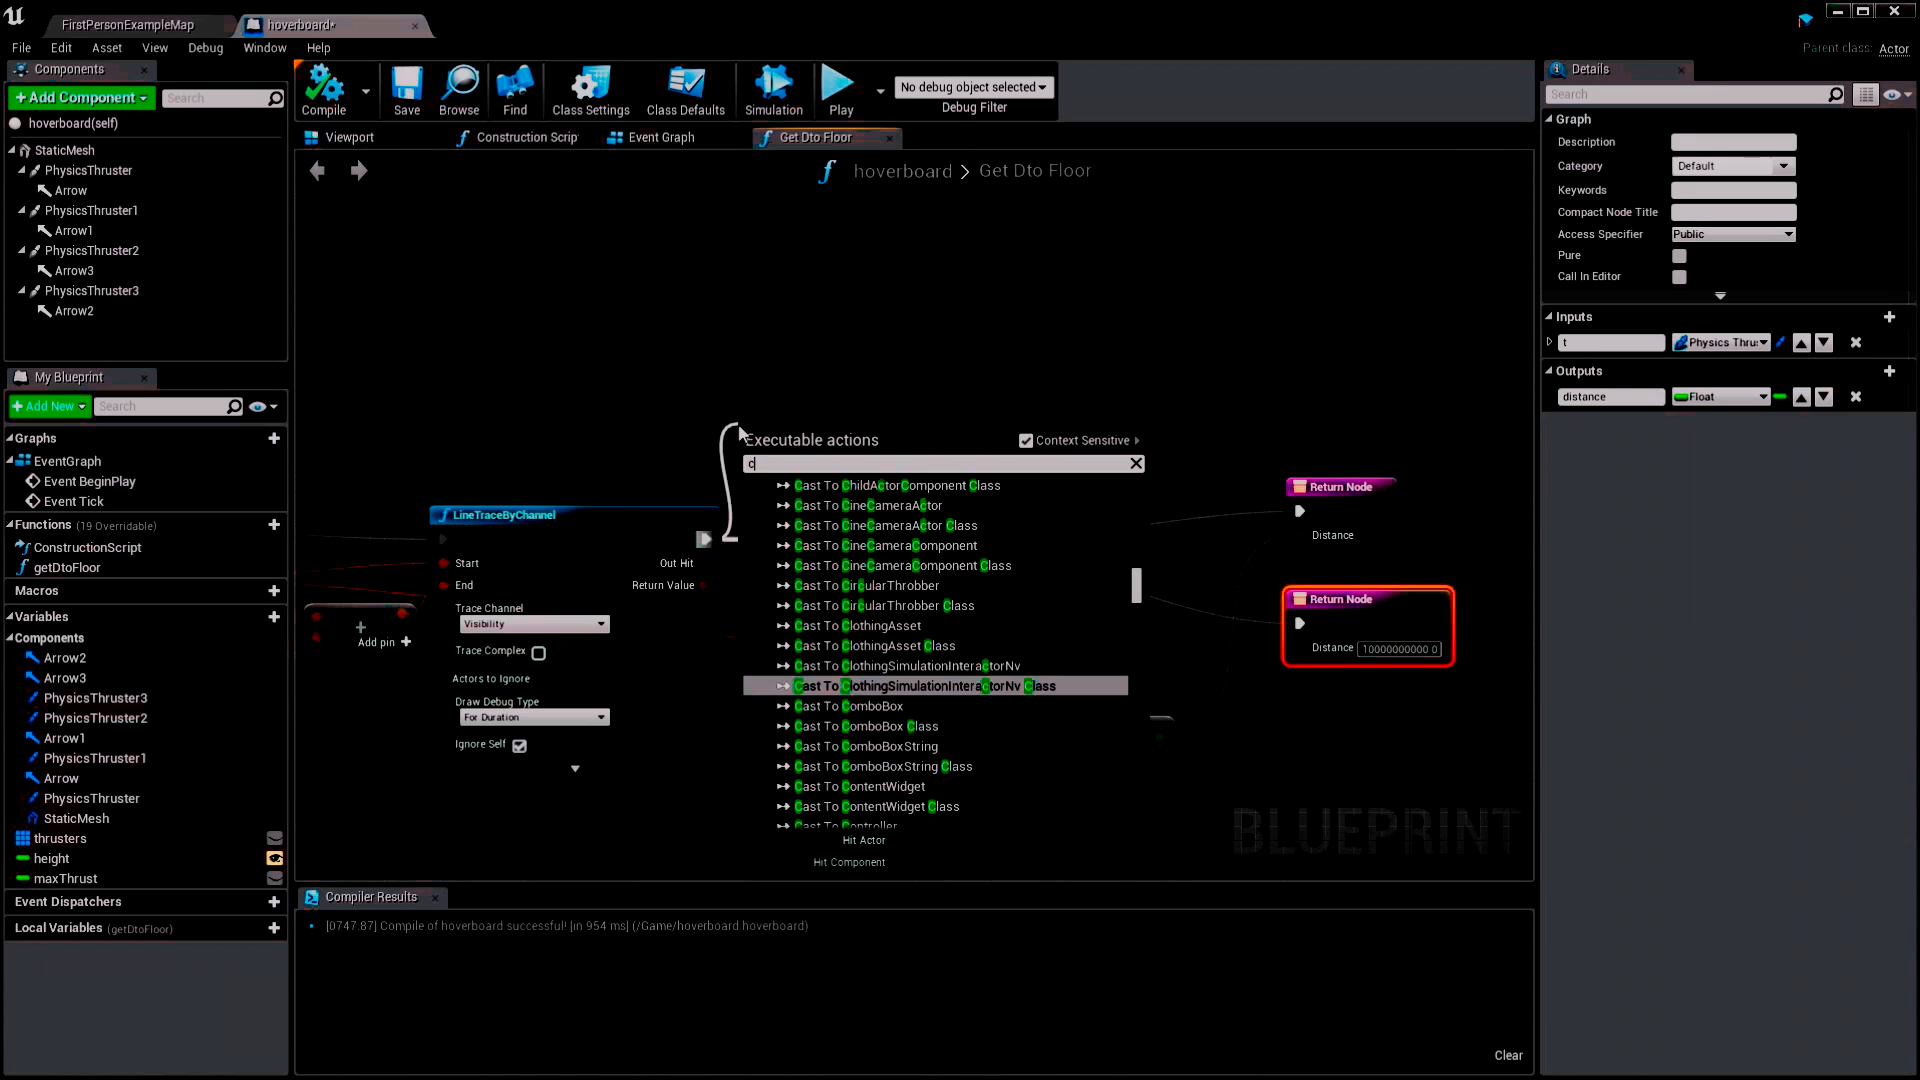 FirstPersonExampleMap
hoverboard*
File Edit Asset View Debug Window Help
Parent class: Actor
Components
+ Add Component
Search
hoverboard(self)
StaticMesh
PhysicsThruster
Arrow
PhysicsThruster1
Arrow1
PhysicsThruster2
Arrow3
PhysicsThruster3
Arrow2
My Blueprint
+ Add New
Search
Graphs
EventGraph
Event BeginPlay
Event Tick
Functions (19 Overridable)
ConstructionScript
getDtoFloor
Macros
Variables
Components
Arrow2
Arrow3
PhysicsThruster3
PhysicsThruster2
Arrow1
PhysicsThruster1
Arrow
PhysicsThruster
StaticMesh
thrusters
height
maxThrust
Event Dispatchers
Local Variables (getDtoFloor)
Compile
Save
Browse
Find
Class Settings
Class Defaults
Simulation
Play
No debug object selected
Debug Filter
Viewport
Construction Scrip
Event Graph
Get Dto Floor
hoverboard > Get Dto Floor
LineTraceByChannel
Start
End
Out Hit
Return Value
Trace Channel
Visibility
Trace Complex
Actors to Ignore
Draw Debug Type
For Duration
Ignore Self
Add pin +
Executable actions
Context Sensitive
c
Cast To ChildActorComponent Class
Cast To CineCameraActor
Cast To CineCameraActor Class
Cast To CineCameraComponent
Cast To CineCameraComponent Class
Cast To CircularThrobber
Cast To CircularThrobber Class
Cast To ClothingAsset
Cast To ClothingAsset Class
Cast To ClothingSimulationInteractorNv
Cast To ClothingSimulationInteractorNv Class
Cast To ComboBox
Cast To ComboBox Class
Cast To ComboBoxString
Cast To ComboBoxString Class
Cast To ContentWidget
Cast To ContentWidget Class
Cast To Controller
Hit Actor
Hit Component
Return Node
Distance
Return Node
Distance 10000000000 0
BLUEPRINT
Compiler Results
[0747.87] Compile of hoverboard successful! [in 954 ms] (/Game/hoverboard.hoverboard)
Clear
Details
Search
Graph
Description
Category Default
Keywords
Compact Node Title
Access Specifier Public
Pure
Call In Editor
Inputs
t Physics Thru
Outputs
distance Float